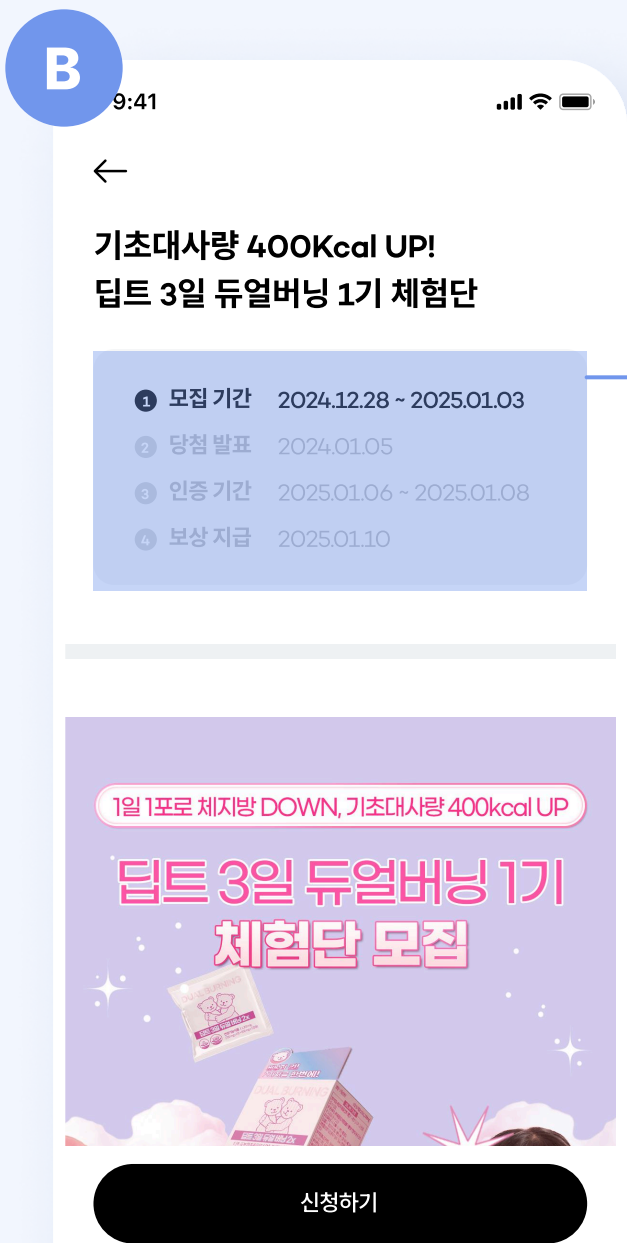 B
9:41
기초대사량 400Kcal UP!
딥트 3일 듀얼버닝 1기 체험단
1 모집 기간 2024.12.28 ~ 2025.01.03
2 당첨 발표 2024.01.05
3 인증 기간 2025.01.06 ~ 2025.01.08
4 보상 지급 2025.01.10
1일 1포로 체지방 DOWN, 기초대사량 400kcal UP
딥트 3일 듀얼버닝 1기
체험단 모집
DUAL BURNING
신청하기